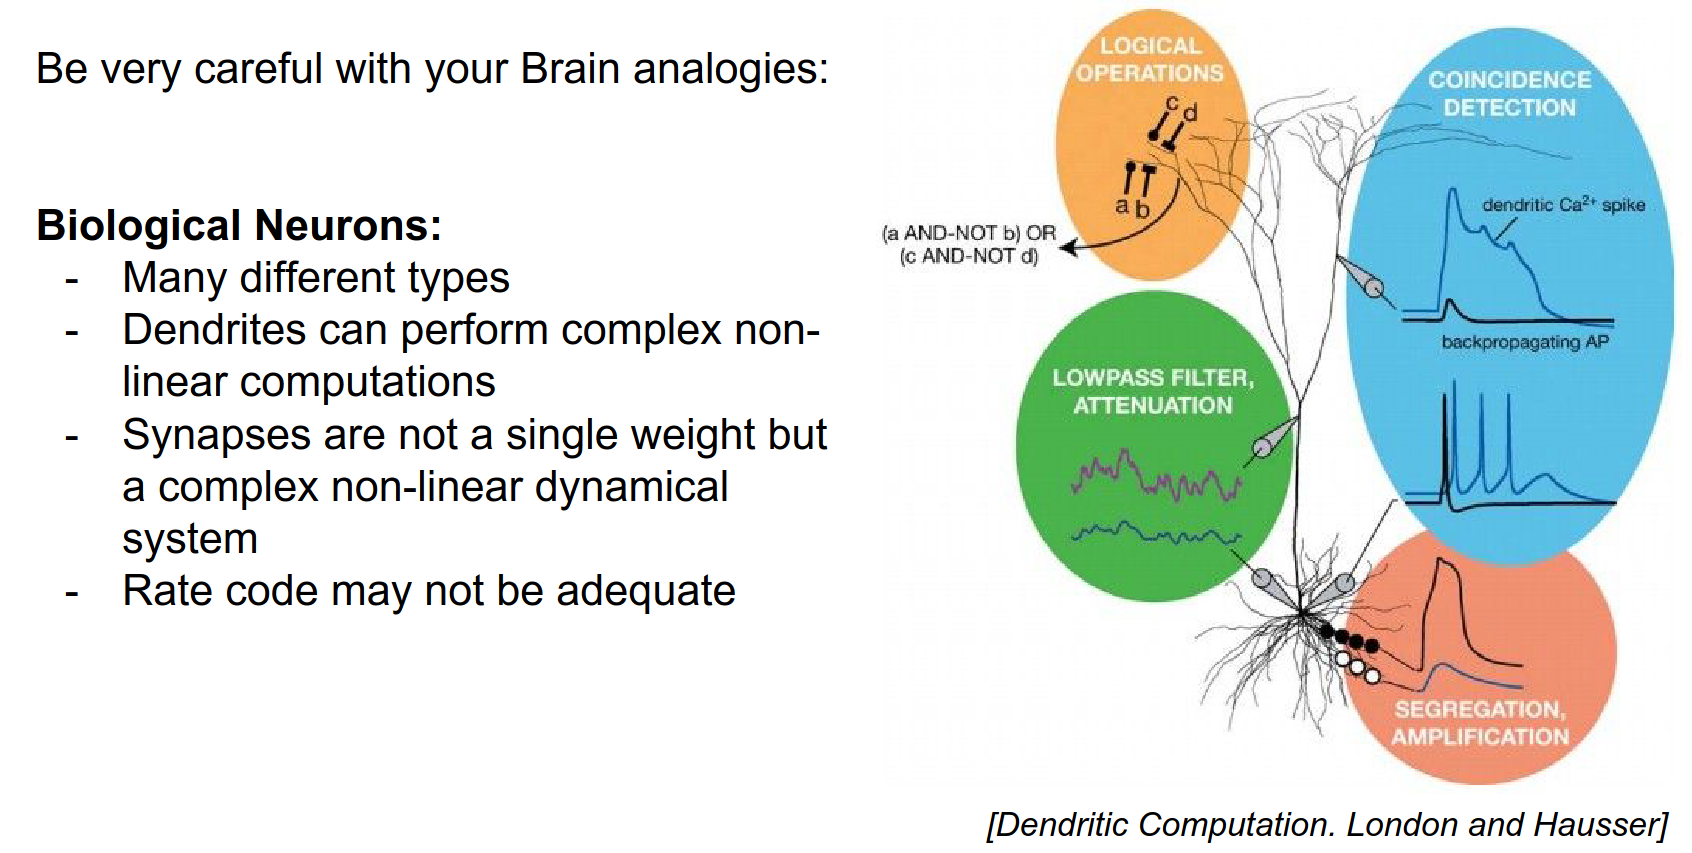 Be very careful with your Brain analogies:
Biological Neurons:
- Many different types
- Dendrites can perform complex non-
linear computations
- Synapses are not a single weight but
a complex non-linear dynamical
system
- Rate code may not be adequate
LOGICAL
OPERATIONS
c d
a b
(a AND-NOT b) OR
(c AND-NOT d)
COINCIDENCE
DETECTION
dendritic Ca²⁺ spike
backpropagating AP
LOWPASS FILTER,
ATTENUATION
SEGREGATION,
AMPLIFICATION
[Dendritic Computation. London and Hausser]